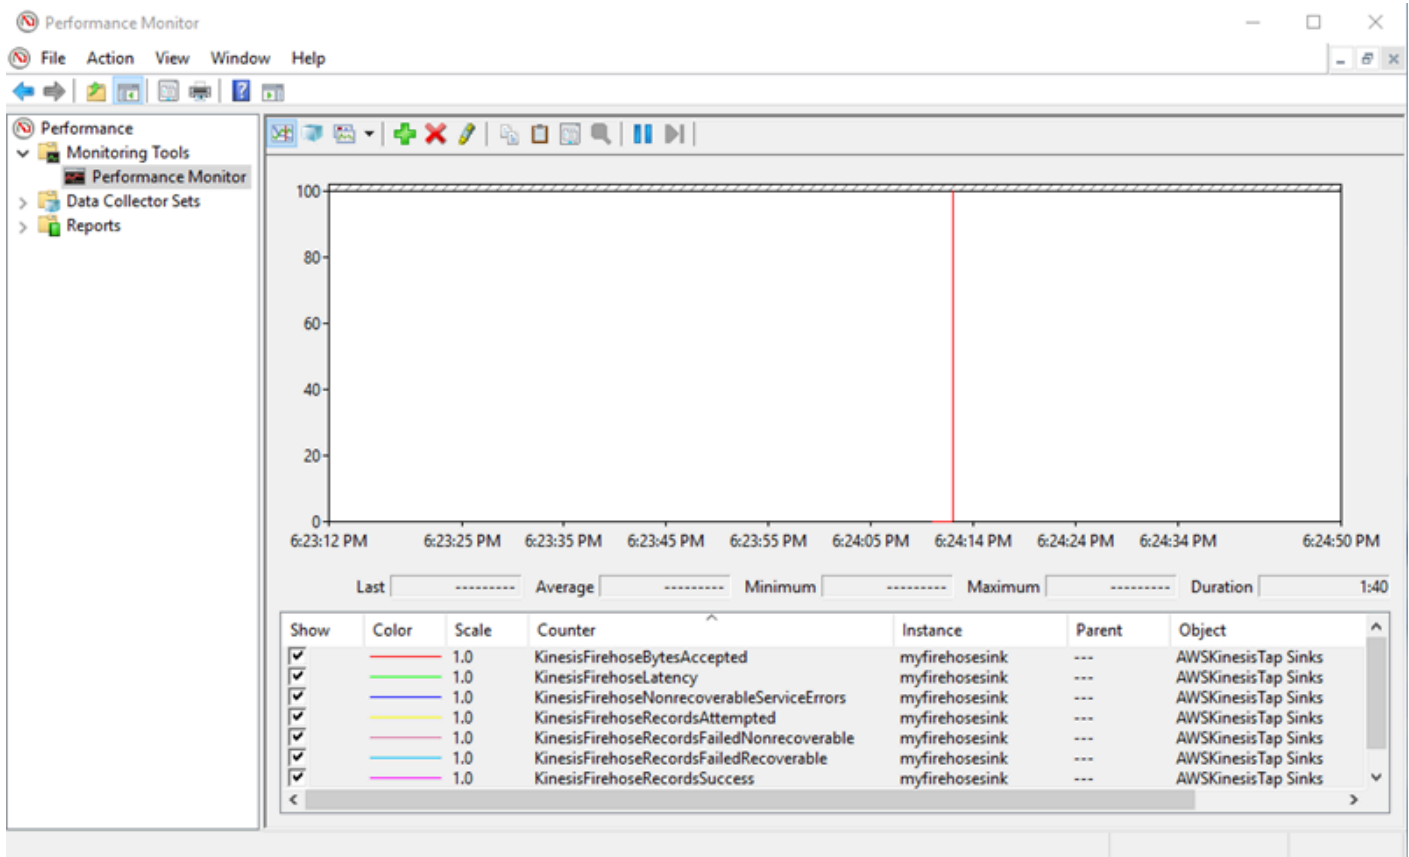 Performance Monitor
File Action View Window Help
Performance
Monitoring Tools
Performance Monitor
Data Collector Sets
Reports
100
80
60
40
20
0
6:23:12 PM 6:23:25 PM 6:23:35 PM 6:23:45 PM 6:23:55 PM 6:24:05 PM 6:24:14 PM 6:24:24 PM 6:24:34 PM 6:24:50 PM
Last --------- Average --------- Minimum --------- Maximum --------- Duration 1:40
Show Color Scale Counter Instance Parent Object
1.0 KinesisFirehoseBytesAccepted myfirehosesink --- AWSKinesisTap Sinks
1.0 KinesisFirehoseLatency myfirehosesink --- AWSKinesisTap Sinks
1.0 KinesisFirehoseNonrecoverableServiceErrors myfirehosesink --- AWSKinesisTap Sinks
1.0 KinesisFirehoseRecordsAttempted myfirehosesink --- AWSKinesisTap Sinks
1.0 KinesisFirehoseRecordsFailedNonrecoverable myfirehosesink --- AWSKinesisTap Sinks
1.0 KinesisFirehoseRecordsFailedRecoverable myfirehosesink --- AWSKinesisTap Sinks
1.0 KinesisFirehoseRecordsSuccess myfirehosesink --- AWSKinesisTap Sinks